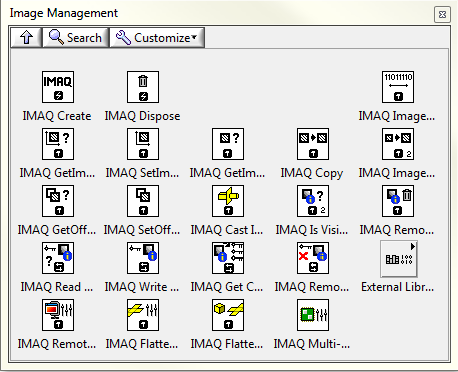 Image Management
Search Customize
IMAQ 11011110
IMAQ Create IMAQ Dispose IMAQ Image...
? ?
2
IMAQ GetIm... IMAQ SetIm... IMAQ GetIm... IMAQ Copy IMAQ Image...
?
2
IMAQ GetOff... IMAQ SetOff... IMAQ Cast I... IMAQ Is Visi... IMAQ Remo...
?
IMAQ Read ... IMAQ Write ... IMAQ Get C... IMAQ Remo... External Libr...
IMAQ Remot... IMAQ Flatte... IMAQ Flatte... IMAQ Multi-...